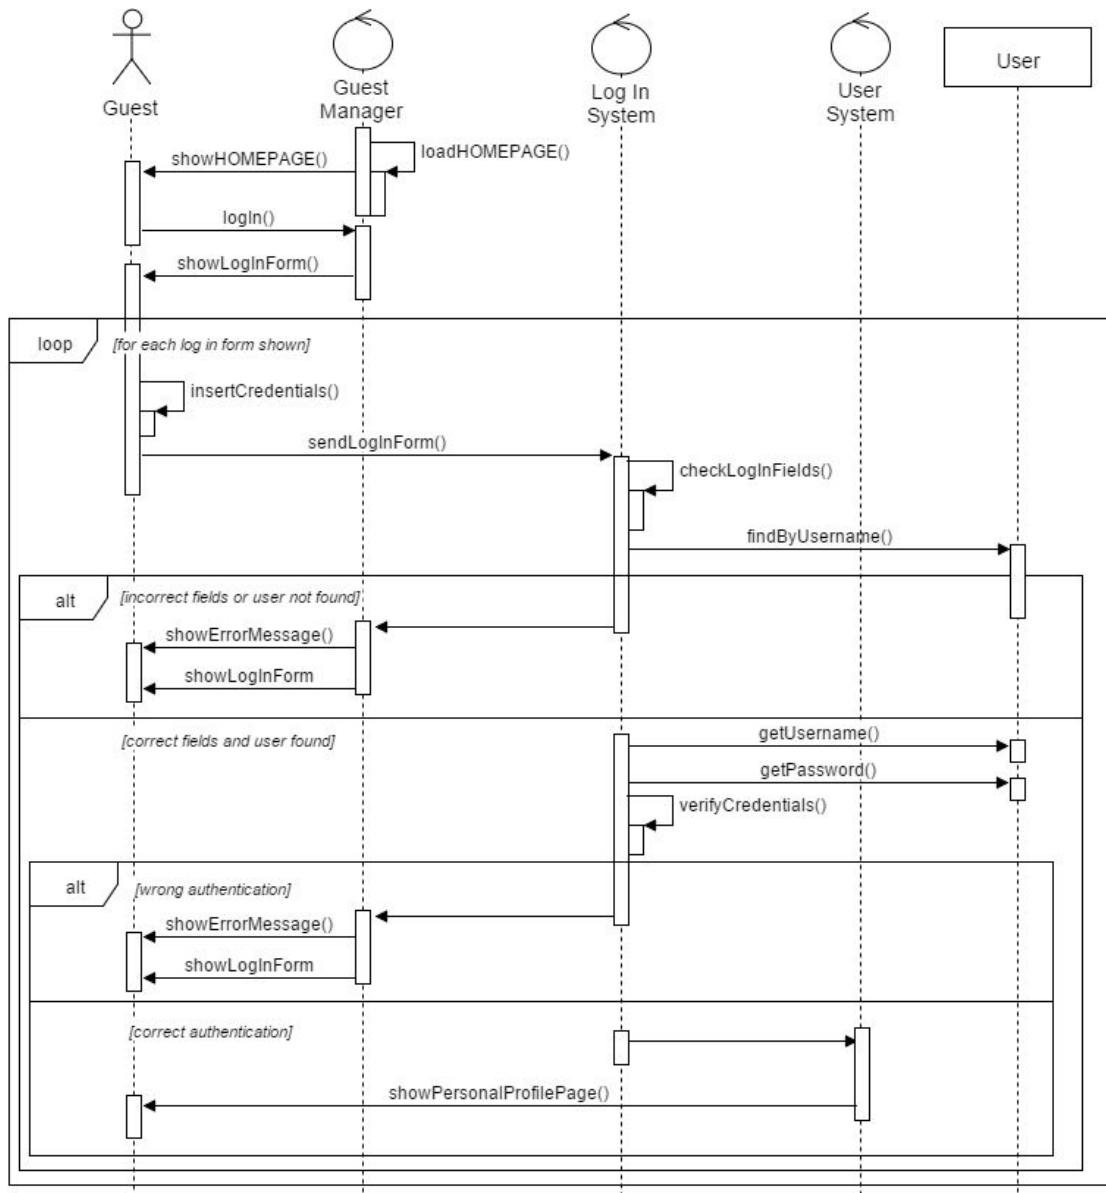 Guest
Guest
Manager
Log In
System
User
System
User
loadHOMEPAGE()
showHOMEPAGE()
logIn()
showLogInForm()
loop
[for each log in form shown]
insertCredentials()
sendLogInForm()
checkLogInFields()
findByUsername()
alt
[incorrect fields or user not found]
showErrorMessage()
showLogInForm
[correct fields and user found]
getUsername()
getPassword()
verifyCredentials()
alt
[wrong authentication]
showErrorMessage()
showLogInForm
[correct authentication]
showPersonalProfilePage()